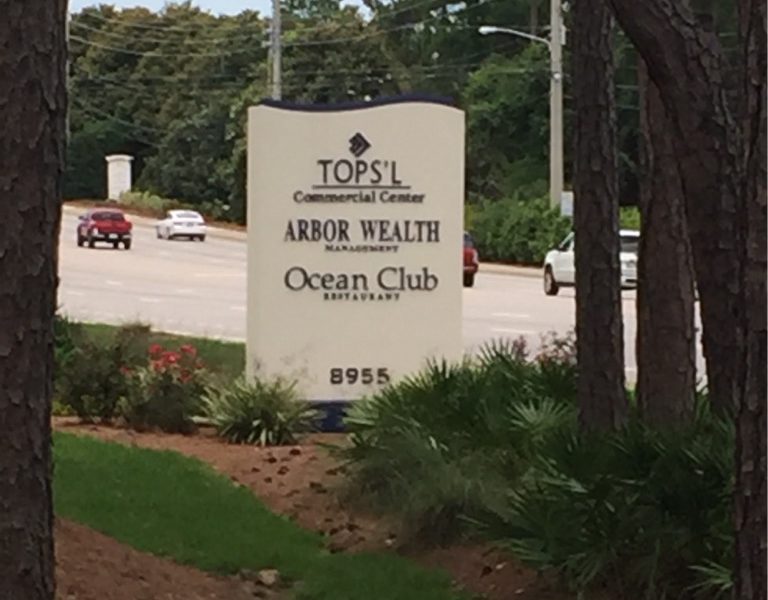 TOPS'L
Commercial Center
ARBOR WEALTH
MANAGEMENT
Ocean Club
RESTAURANT
8955